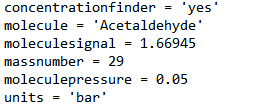 concentrationfinder = 'yes'
molecule = 'Acetaldehyde'
moleculesignal = 1.66945
massnumber = 29
moleculepressure = 0.05
units = 'bar'